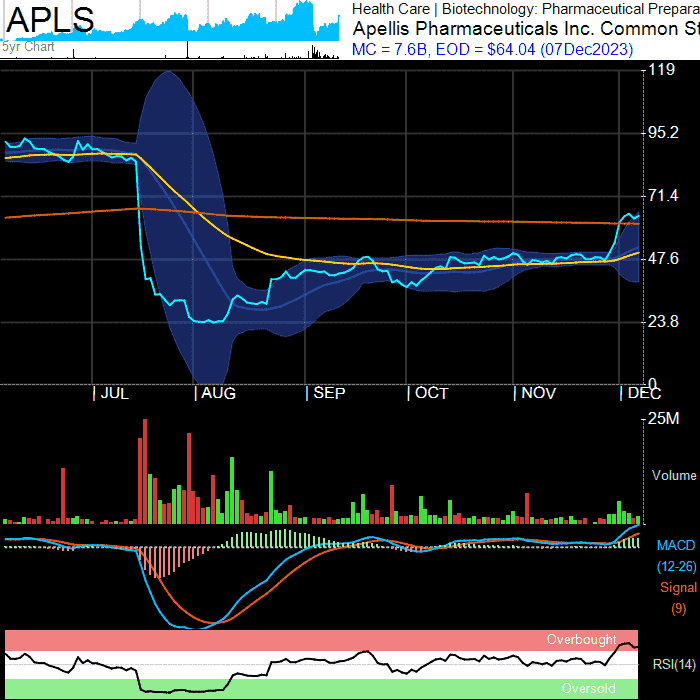 APLS
Health Care | Biotechnology: Pharmaceutical Prepara
Apellis Pharmaceuticals Inc. Common St
5yr Chart
MC = 7.6B, EOD = $64.04 (07Dec2023)
119
95.2
71.4
47.6
23.8
0
JUL AUG SEP OCT NOV DEC
25M
Volume
MACD
(12-26)
Signal
(9)
Overbought
RSI(14)
Oversold